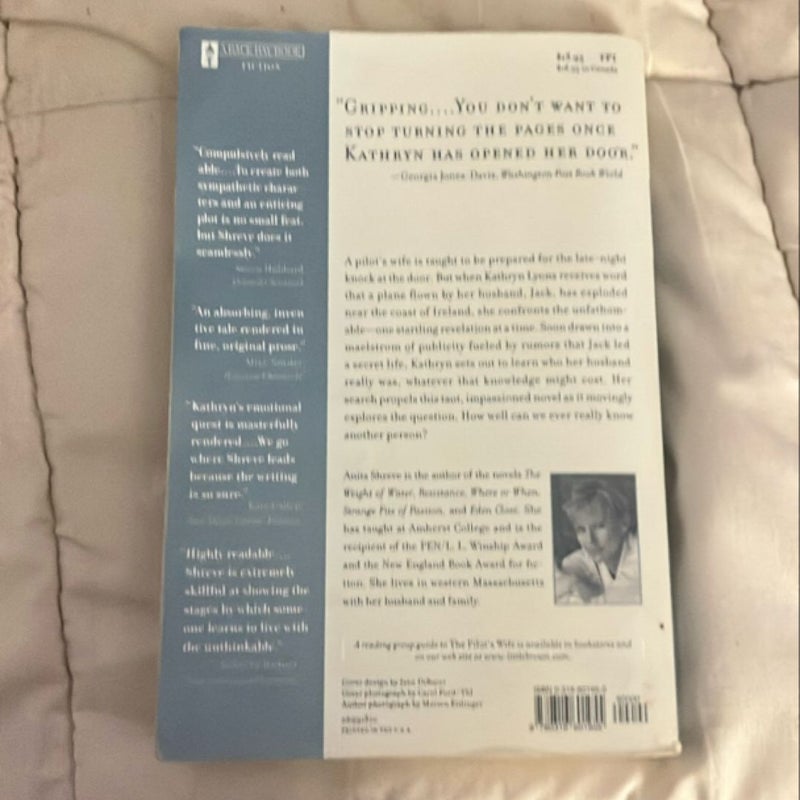 A BACK BAY BOOK
FICTION
"Compulsively read
able....To create both
sympathetic charac
ters and an enticing
plot is no small feat,
but Shreve does it
seamlessly."
"An absorbing, inven
tive tale rendered in
fine, original prose."
"Kathryn's emotional
quest is masterfully
rendered....We go
where Shreve leads
because the writing
is so sure."
"Highly readable....
Shreve is extremely
skillful at showing the
stages by which some
one learns to live with
the unthinkable."
"GRIPPING....YOU DON'T WANT TO
STOP TURNING THE PAGES ONCE
KATHRYN HAS OPENED HER DOOR."
—Georgia Jones-Davis, Washington Post Book World
A pilot's wife is taught to be prepared for the late-night
knock at the door. But when Kathryn Lyons receives word
that a plane flown by her husband, Jack, has exploded
near the coast of Ireland, she confronts the unfathom-
able—one startling revelation at a time. Soon drawn into a
maelstrom of publicity fueled by rumors that Jack led
a secret life, Kathryn sets out to learn who her husband
really was, whatever that knowledge might cost. Her
search propels this taut, impassioned novel as it movingly
explores the question, How well can we ever really know
another person?
Anita Shreve is the author of the novels The
Weight of Water, Resistance, Where or When,
Strange Fits of Passion, and Eden Close. She
has taught at Amherst College and is the
recipient of the PEN/L. L. Winship Award
and the New England Book Award for fic-
tion. She lives in western Massachusetts
with her husband and family.
A reading group guide to The Pilot's Wife is available in bookstores and
on our web site at www.littlebrown.com.
Cover design by
Cover photograph by Carol Ford/
Author photograph by
PRINTED IN THE U.S.A.